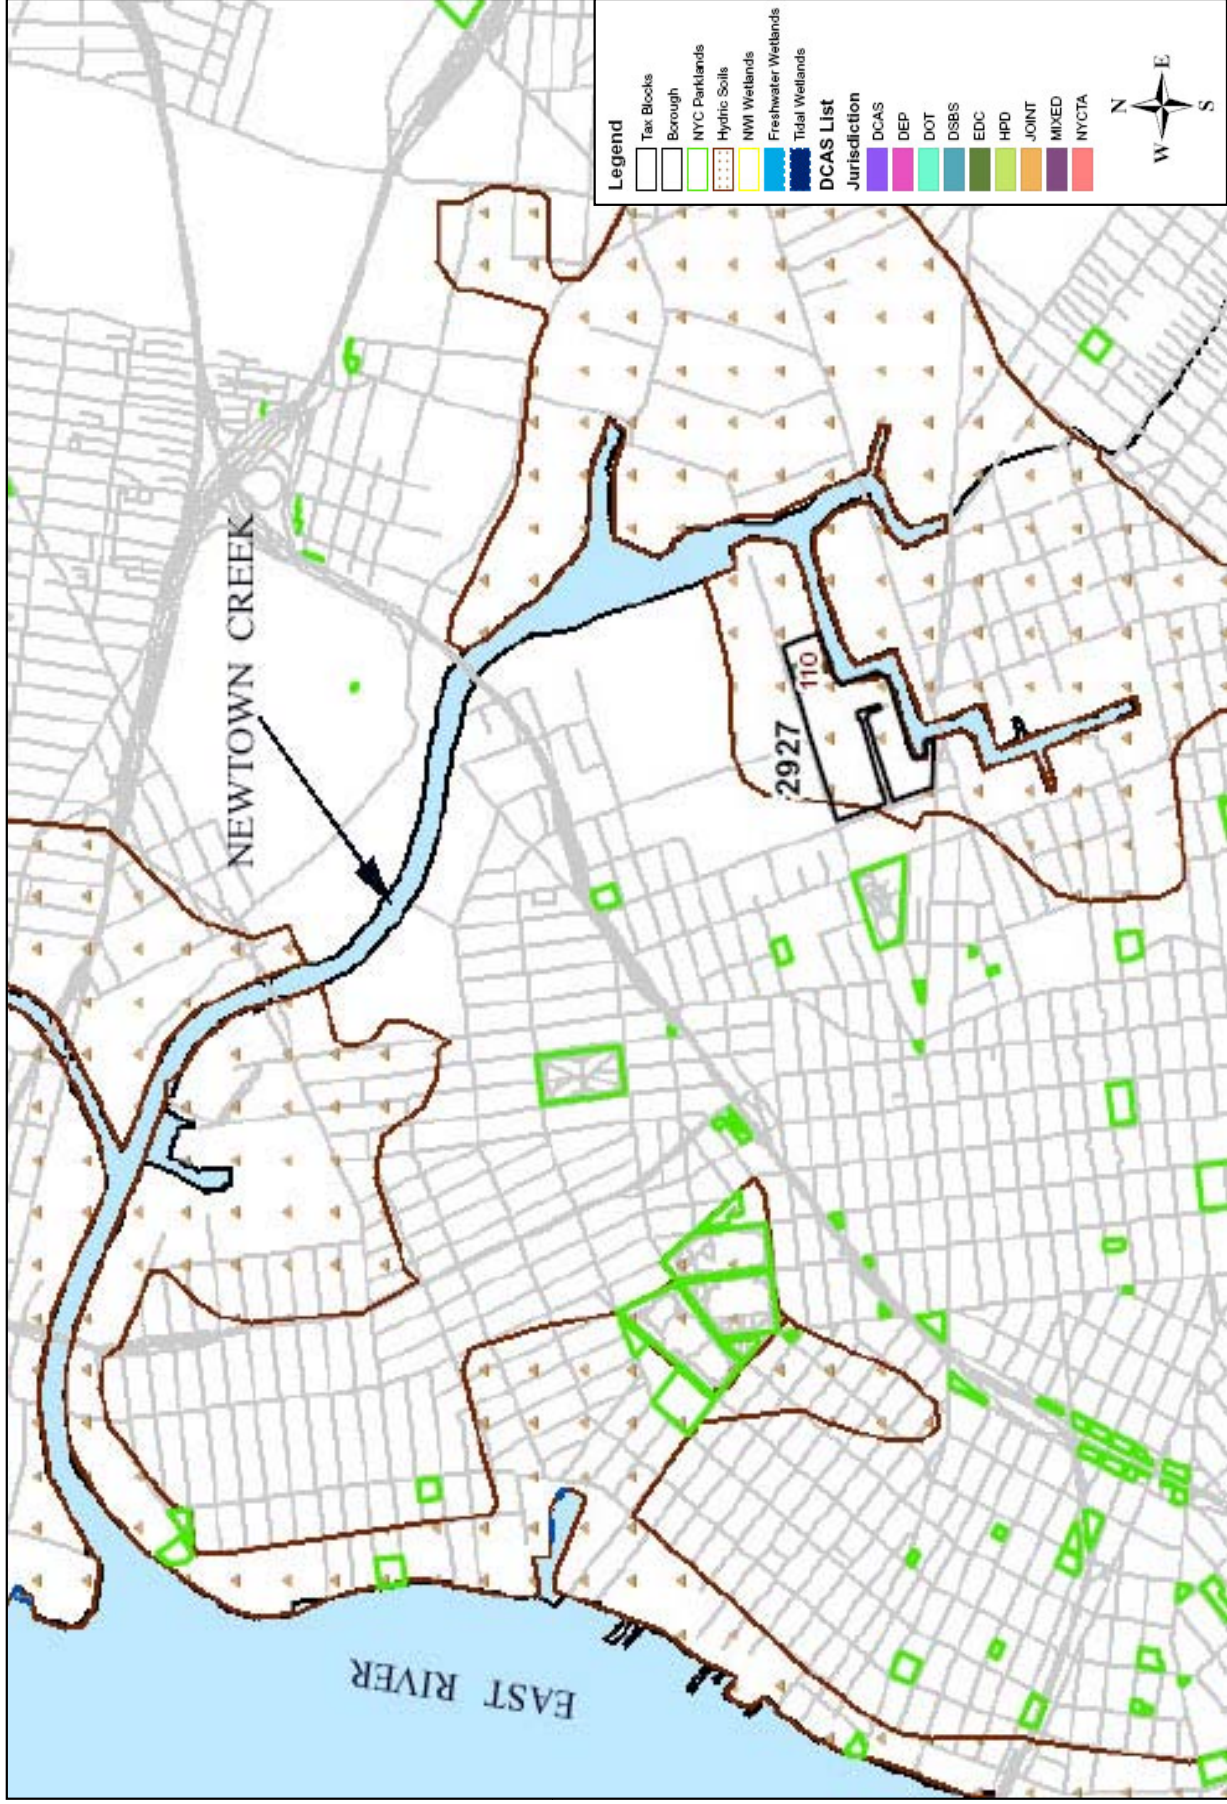 NEWTOWN CREEK
EAST RIVER
2927
110
Legend
Tax Blocks
Borough
NYC Parklands
Hydric Soils
NWI Wetlands
Freshwater Wetlands
Tidal Wetlands
DCAS List
Jurisdiction
DCAS
DEP
DOT
DSBS
EDC
HPD
JOINT
MIXED
NYCTA
N
W
E
S